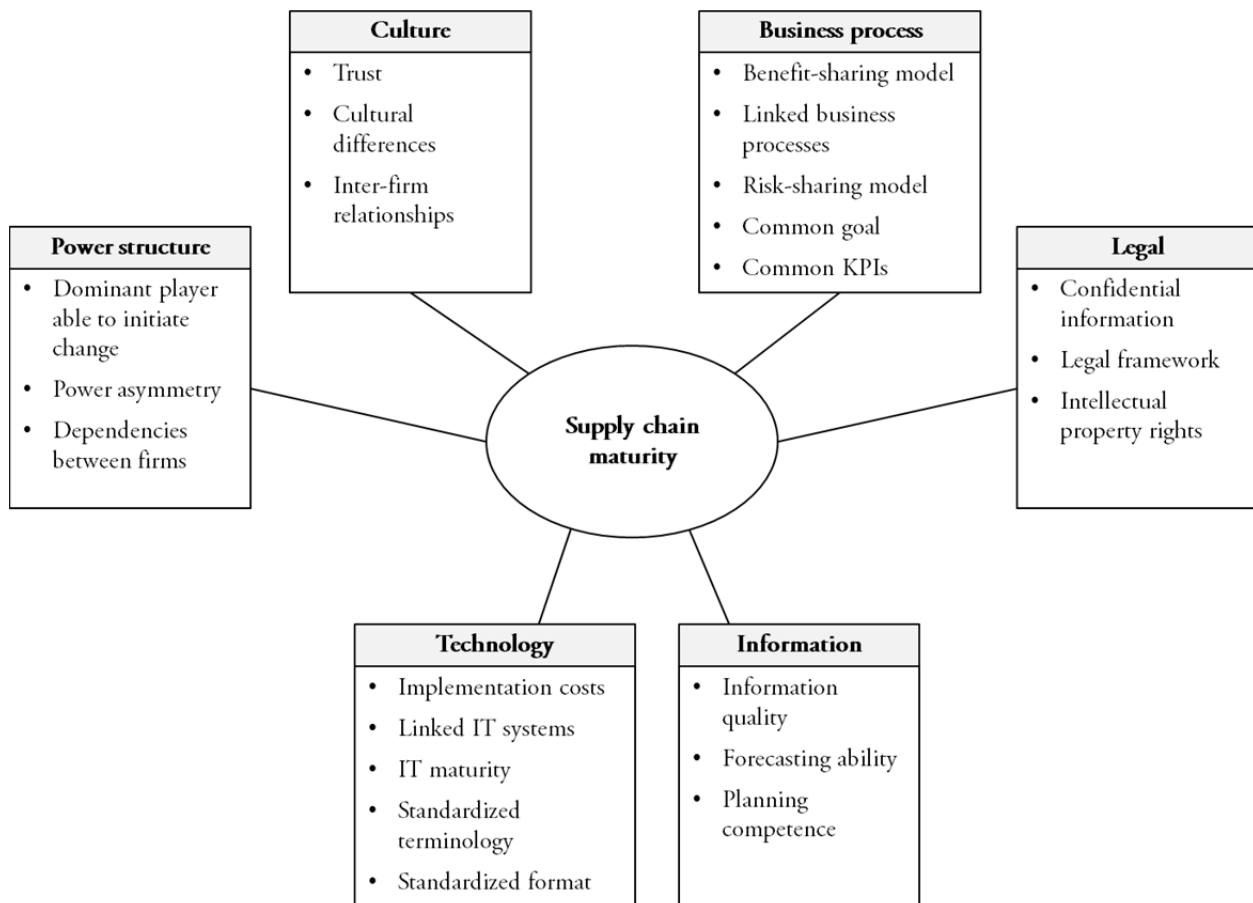 Culture
• Trust
• Cultural
differences
• Inter-firm
relationships
Business process
• Benefit-sharing model
• Linked business
processes
• Risk-sharing model
• Common goal
• Common KPIs
Power structure
• Dominant player
able to initiate
change
• Power asymmetry
• Dependencies
between firms
Legal
• Confidential
information
• Legal framework
• Intellectual
property rights
Supply chain
maturity
Technology
• Implementation costs
• Linked IT systems
• IT maturity
• Standardized
terminology
• Standardized format
Information
• Information
quality
• Forecasting ability
• Planning
competence